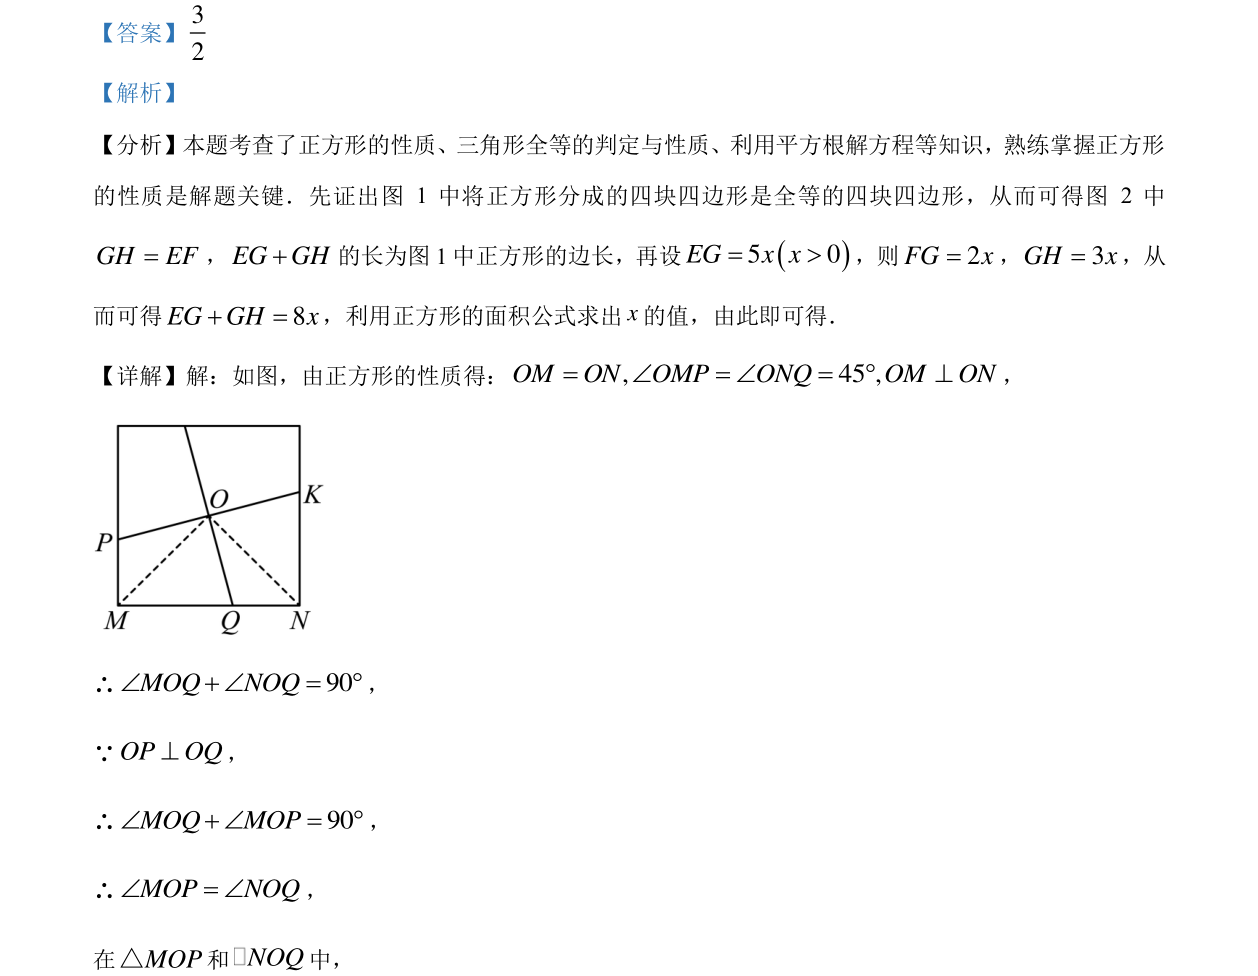 【答案】3/2
【解析】
【分析】本题考查了正方形的性质、三角形全等的判定与性质、利用平方根解方程等知识，熟练掌握正方形
的性质是解题关键．先证出图 1 中将正方形分成的四块四边形是全等的四块四边形，从而可得图 2 中
GH = EF，EG + GH 的长为图 1 中正方形的边长，再设 EG = 5x(x > 0)，则 FG = 2x，GH = 3x，从
而可得 EG + GH = 8x，利用正方形的面积公式求出 x 的值，由此即可得．
【详解】解：如图，由正方形的性质得：OM = ON, ∠OMP = ∠ONQ = 45°, OM ⊥ ON，
O
K
P
M Q N
∴ ∠MOQ + ∠NOQ = 90°，
∵ OP ⊥ OQ，
∴ ∠MOQ + ∠MOP = 90°，
∴ ∠MOP = ∠NOQ，
在 △MOP 和 □NOQ 中，